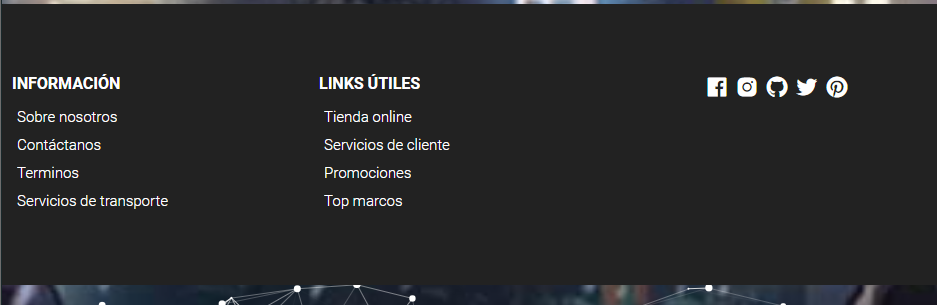 INFORMACIÓN
Sobre nosotros
Contáctanos
Terminos
Servicios de transporte
LINKS ÚTILES
Tienda online
Servicios de cliente
Promociones
Top marcos